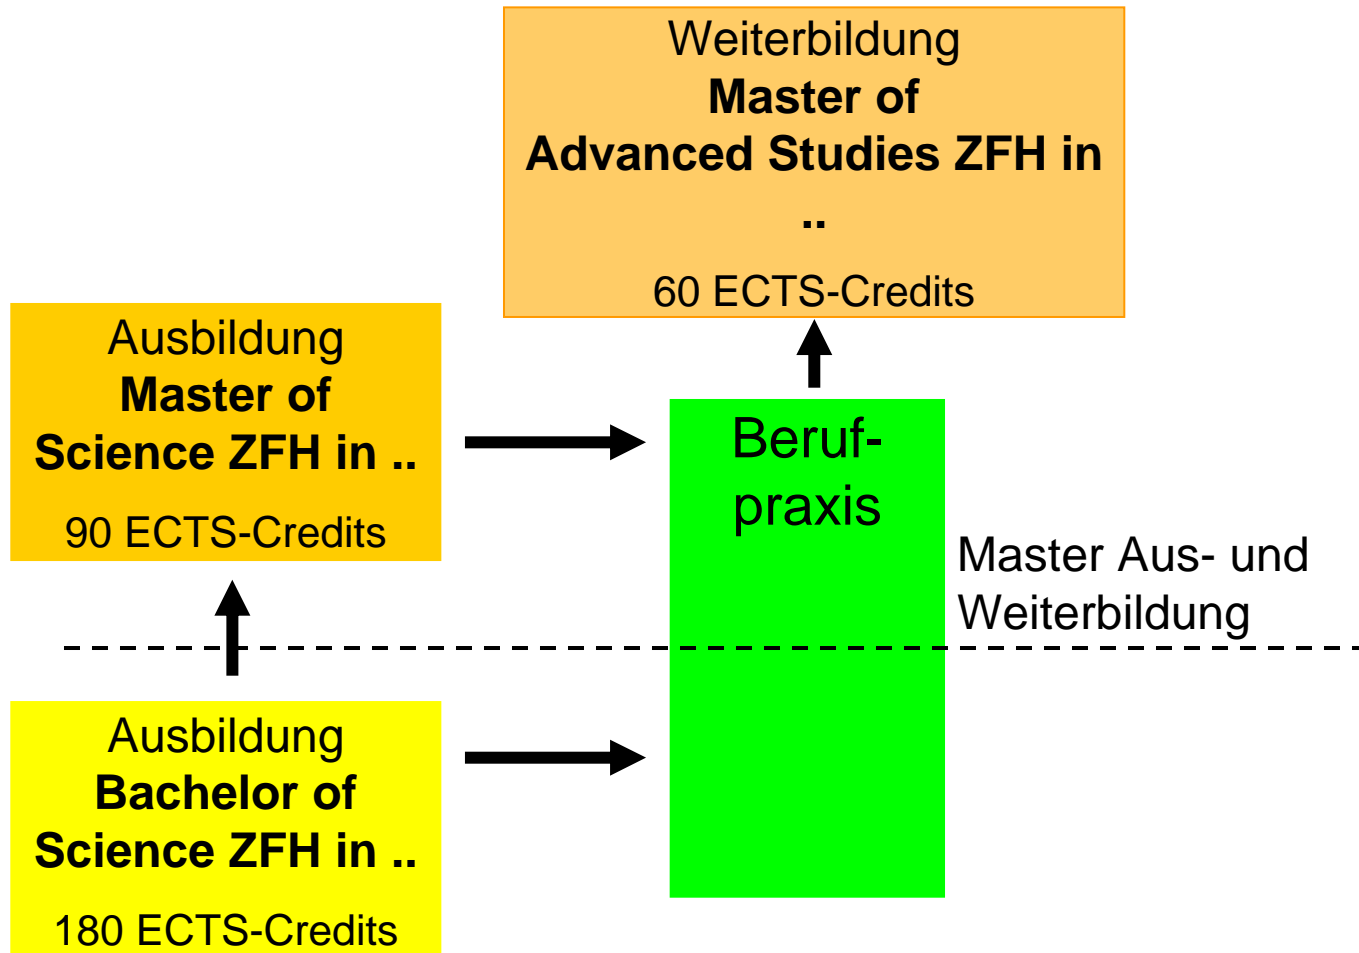 Weiterbildung
Master of
Advanced Studies ZFH in
..
60 ECTS-Credits
Ausbildung
Master of
Science ZFH in ..
90 ECTS-Credits
Beruf-
praxis
Master Aus- und
Weiterbildung
Ausbildung
Bachelor of
Science ZFH in ..
180 ECTS-Credits